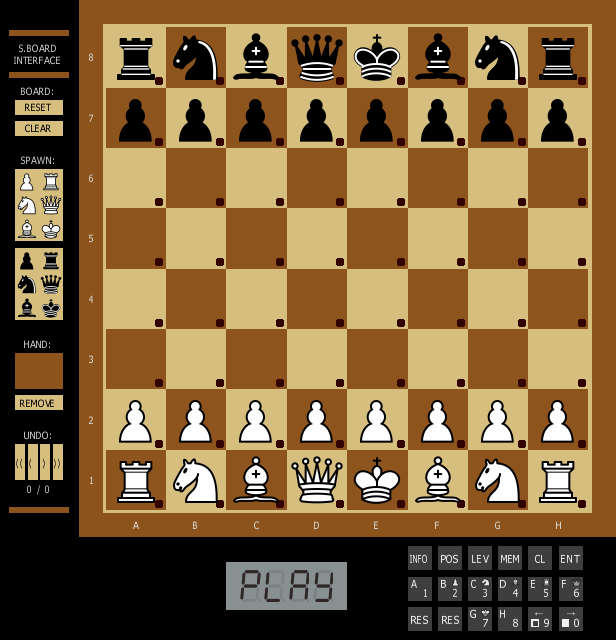 S.BOARD
INTERFACE
BOARD:
RESET
CLEAR
SPAWN:
HAND:
REMOVE
UNDO:
⟨⟨ ⟨ ⟩ ⟩⟩
0 / 0
8
7
6
5
4
3
2
1
A B C D E F G H
PLAY
INFO POS LEV MEM CL ENT
A 1 B 2 C 3 D 4 E 5 F 6
RES RES G 7 H 8 ← 9 → 0